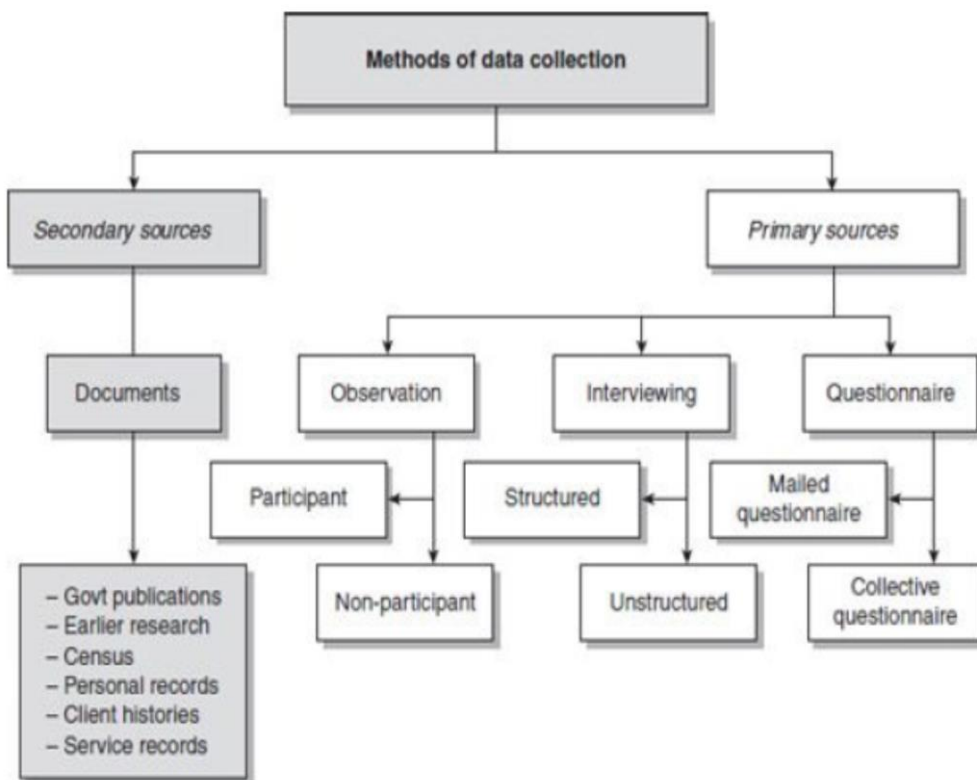 Methods of data collection
Secondary sources
Primary sources
Documents
Observation
Interviewing
Questionnaire
Participant
Structured
Mailed
questionnaire
Non-participant
Unstructured
Collective
questionnaire
– Govt publications
– Earlier research
– Census
– Personal records
– Client histories
– Service records